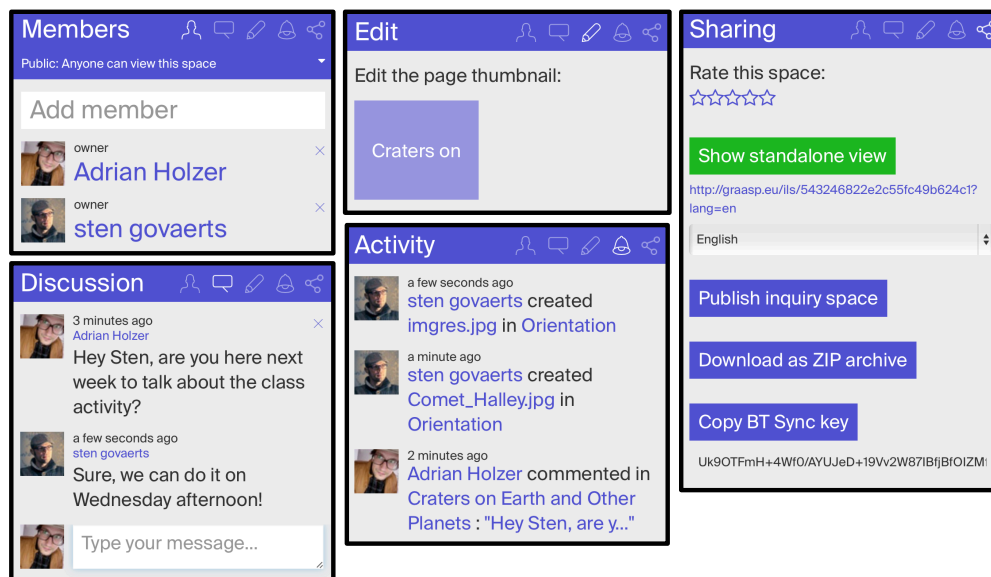 Members
Public: Anyone can view this space
Add member
owner
Adrian Holzer
owner
sten govaerts
Discussion
3 minutes ago
Adrian Holzer
Hey Sten, are you here next
week to talk about the class
activity?
a few seconds ago
sten govaerts
Sure, we can do it on
Wednesday afternoon!
Type your message...
Edit
Edit the page thumbnail:
Craters on
Activity
a few seconds ago
sten govaerts created
imgres.jpg in Orientation
a minute ago
sten govaerts created
Comet_Halley.jpg in
Orientation
2 minutes ago
Adrian Holzer commented in
Craters on Earth and Other
Planets : "Hey Sten, are y..."
Sharing
Rate this space:
Show standalone view
http://graasp.eu/ils/543246822e2c55fc49b624c1?
lang=en
English
Publish inquiry space
Download as ZIP archive
Copy BT Sync key
Uk9OTFmH+4Wf0/AYUJeD+19Vv2W87IBfjBfOIZM